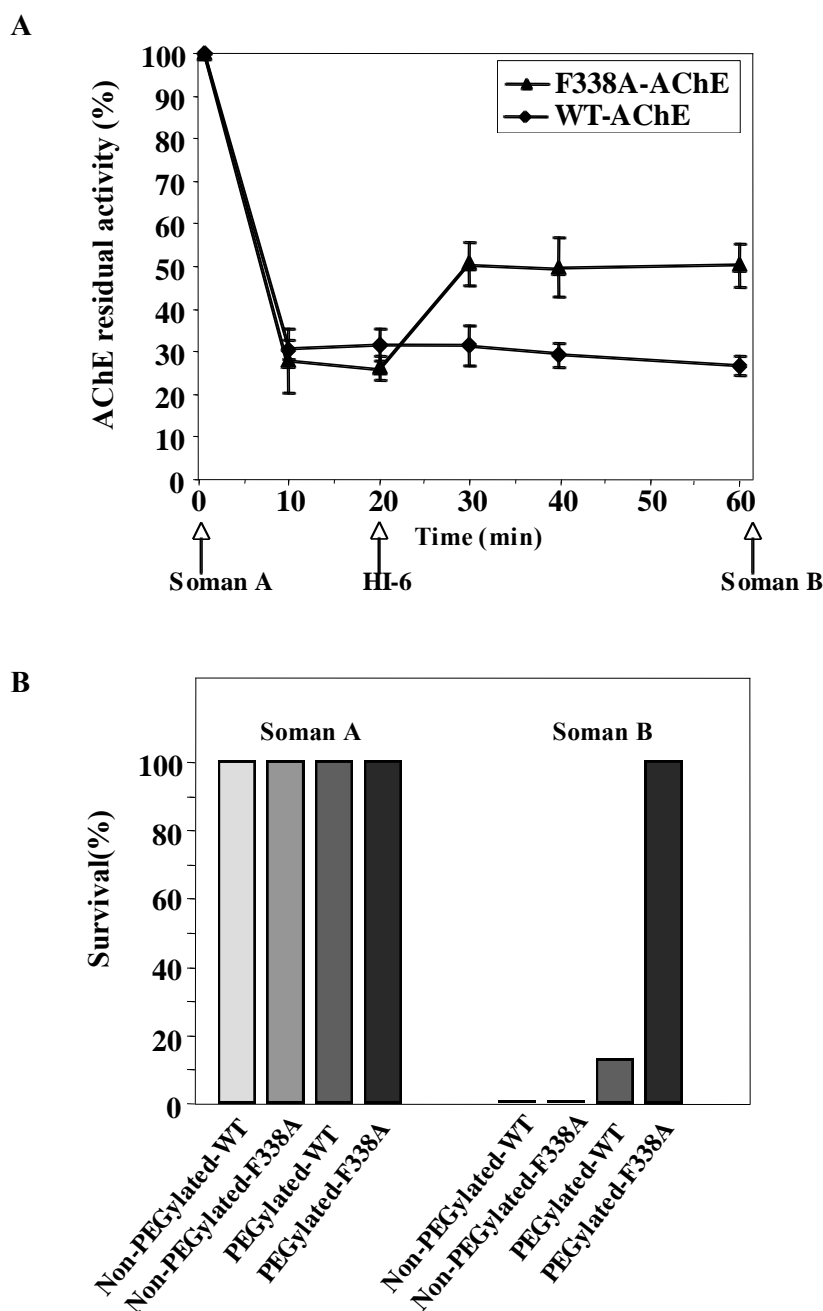 A
AChE residual activity (%)
100
90
80
70
60
50
40
30
20
10
0
F338A-AChE
WT-AChE
0 10 20 30 40 50 60
Time (min)
Soman A HI-6 Soman B
B
Survival(%)
100
80
60
40
20
0
Soman A Soman B
Non-PEGylated-WT
Non-PEGylated-F338A
PEGylated-WT
PEGylated-F338A
Non-PEGylated-WT
Non-PEGylated-F338A
PEGylated-WT
PEGylated-F338A